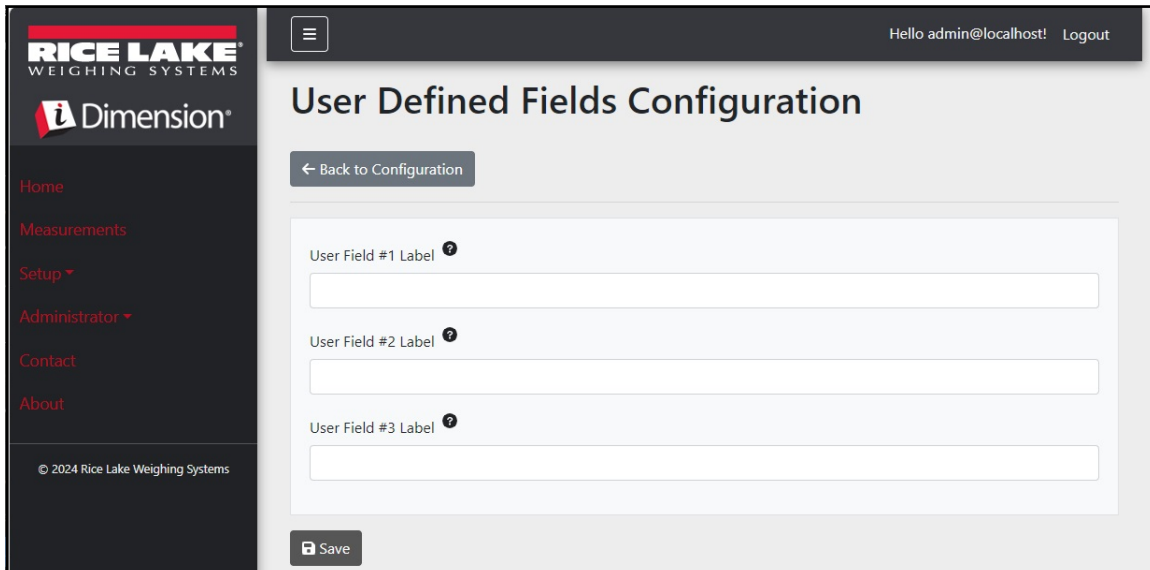 RICE LAKE®
WEIGHING SYSTEMS
i Dimension®
Home
Measurements
Setup
Administrator
Contact
About
© 2024 Rice Lake Weighing Systems
Hello admin@localhost! Logout
User Defined Fields Configuration
← Back to Configuration
User Field #1 Label ?
User Field #2 Label ?
User Field #3 Label ?
Save